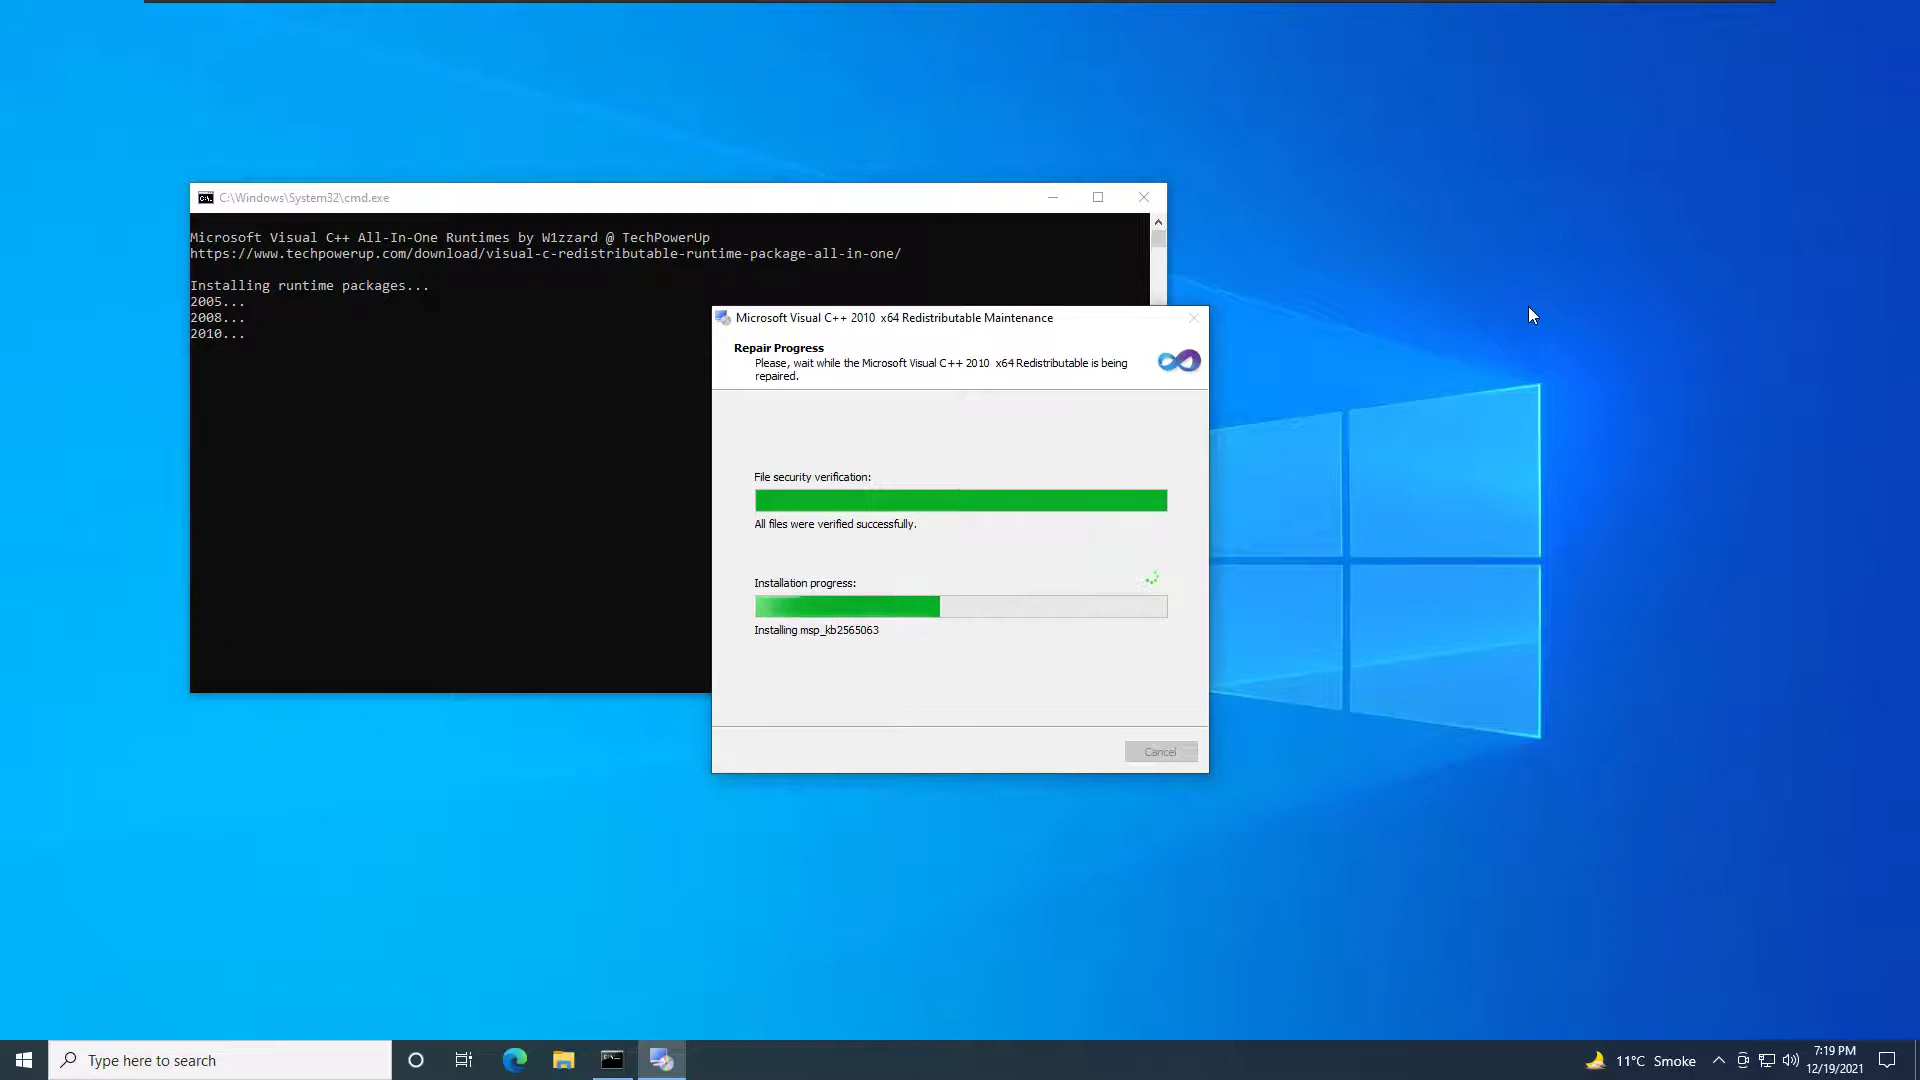 C:\Windows\System32\cmd.exe
Microsoft Visual C++ All-In-One Runtimes by W1zzard @ TechPowerUp
https://www.techpowerup.com/download/visual-c-redistributable-runtime-package-all-in-one/
Installing runtime packages...
2005...
2008...
2010...
Microsoft Visual C++ 2010 x64 Redistributable Maintenance
Repair Progress
Please, wait while the Microsoft Visual C++ 2010 x64 Redistributable is being
repaired.
File security verification:
All files were verified successfully.
Installation progress:
Installing msp_kb2565063
Cancel
Type here to search
11°C Smoke
7:19 PM
12/19/2021